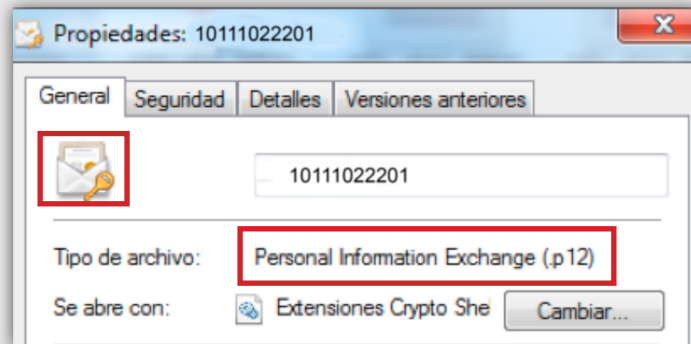 Propiedades: 10111022201
General Seguridad Detalles Versiones anteriores
10111022201
Tipo de archivo: Personal Information Exchange (.p12)
Se abre con: Extensiones Crypto She Cambiar...